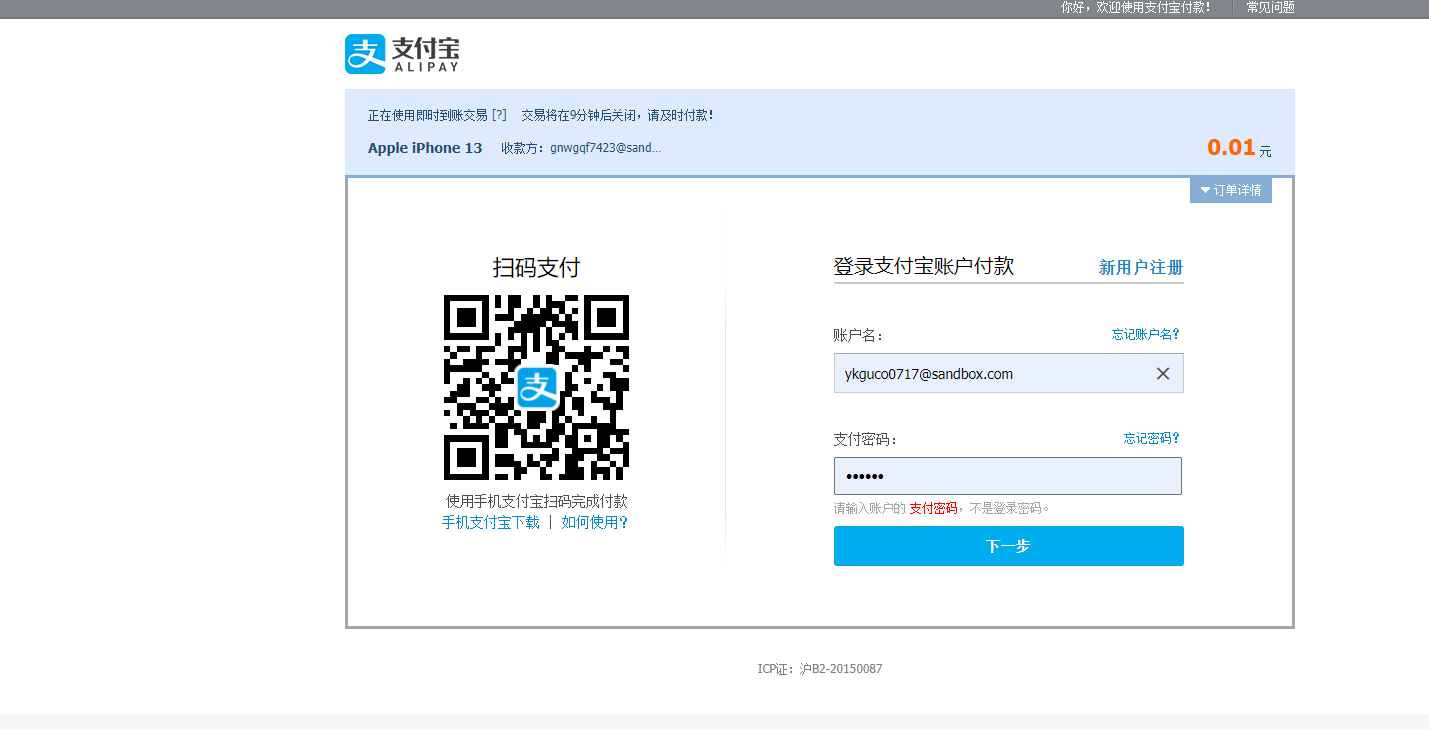 你好，欢迎使用支付宝付款！ 常见问题
支 支付宝
ALIPAY
正在使用即时到账交易 [?] 交易将在9分钟后关闭，请及时付款！
Apple iPhone 13 收款方：gnwgqf7423@sand... 0.01 元
订单详情
扫码支付
支
使用手机支付宝扫码完成付款
手机支付宝下载 | 如何使用?
登录支付宝账户付款 新用户注册
账户名： 忘记账户名?
ykguco0717@sandbox.com
支付密码： 忘记密码?
••••••
请输入账户的 支付密码，不是登录密码。
下一步
ICP证：沪B2-20150087